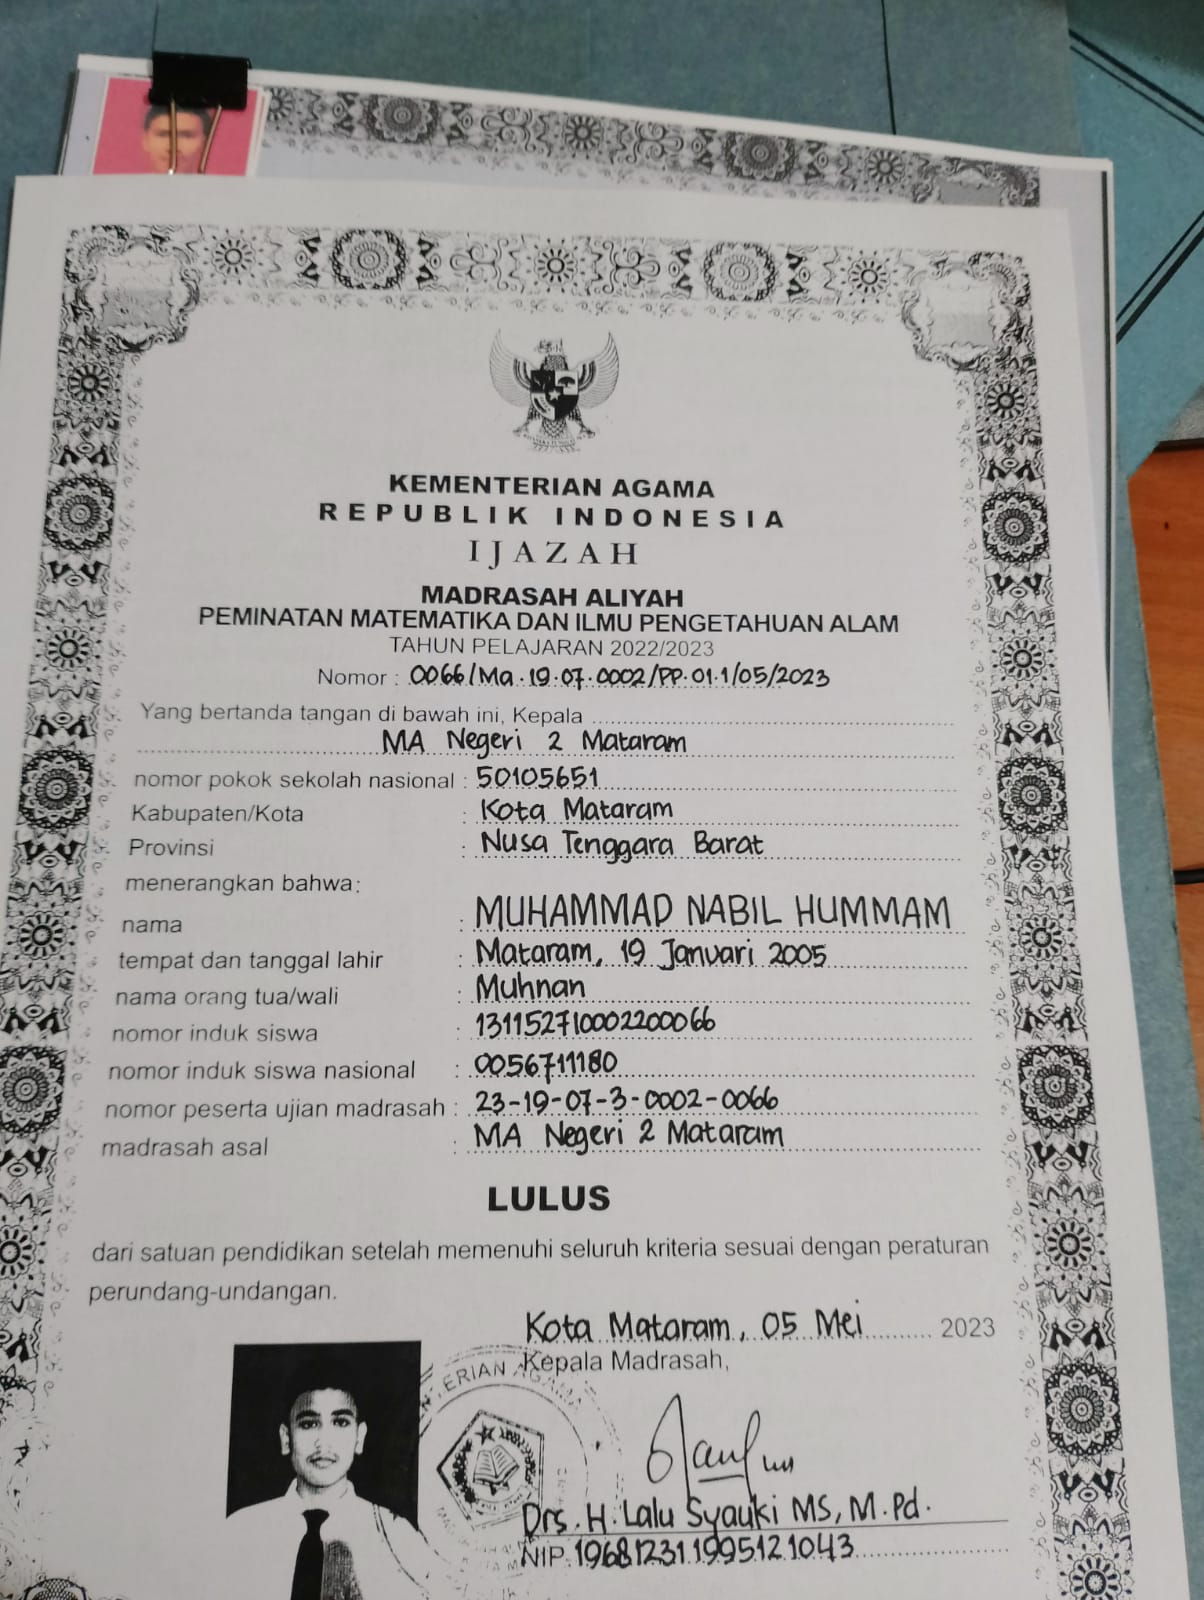 KEMENTERIAN AGAMA
REPUBLIK INDONESIA
IJAZAH
MADRASAH ALIYAH
PEMINATAN MATEMATIKA DAN ILMU PENGETAHUAN ALAM
TAHUN PELAJARAN 2022/2023
Nomor : 0066/Ma.19.07.0002/PP.01.1/05/2023
Yang bertanda tangan di bawah ini, Kepala
MA Negeri 2 Mataram
nomor pokok sekolah nasional : 50105651
Kabupaten/Kota : Kota Mataram
Provinsi : Nusa Tenggara Barat
menerangkan bahwa:
nama : MUHAMMAD NABIL HUMMAM
tempat dan tanggal lahir : Mataram, 19 Januari 2005
nama orang tua/wali : Muhnan
nomor induk siswa : 131152710002200066
nomor induk siswa nasional : 0056711180
nomor peserta ujian madrasah : 23-19-07-3-0002-0066
madrasah asal : MA Negeri 2 Mataram
LULUS
dari satuan pendidikan setelah memenuhi seluruh kriteria sesuai dengan peraturan
perundang-undangan.
Kota Mataram, 05 Mei 2023
Kepala Madrasah,
ERIAN AGAMA
Drs. H. Lalu Syauki MS, M.Pd.
NIP.196812311995121043